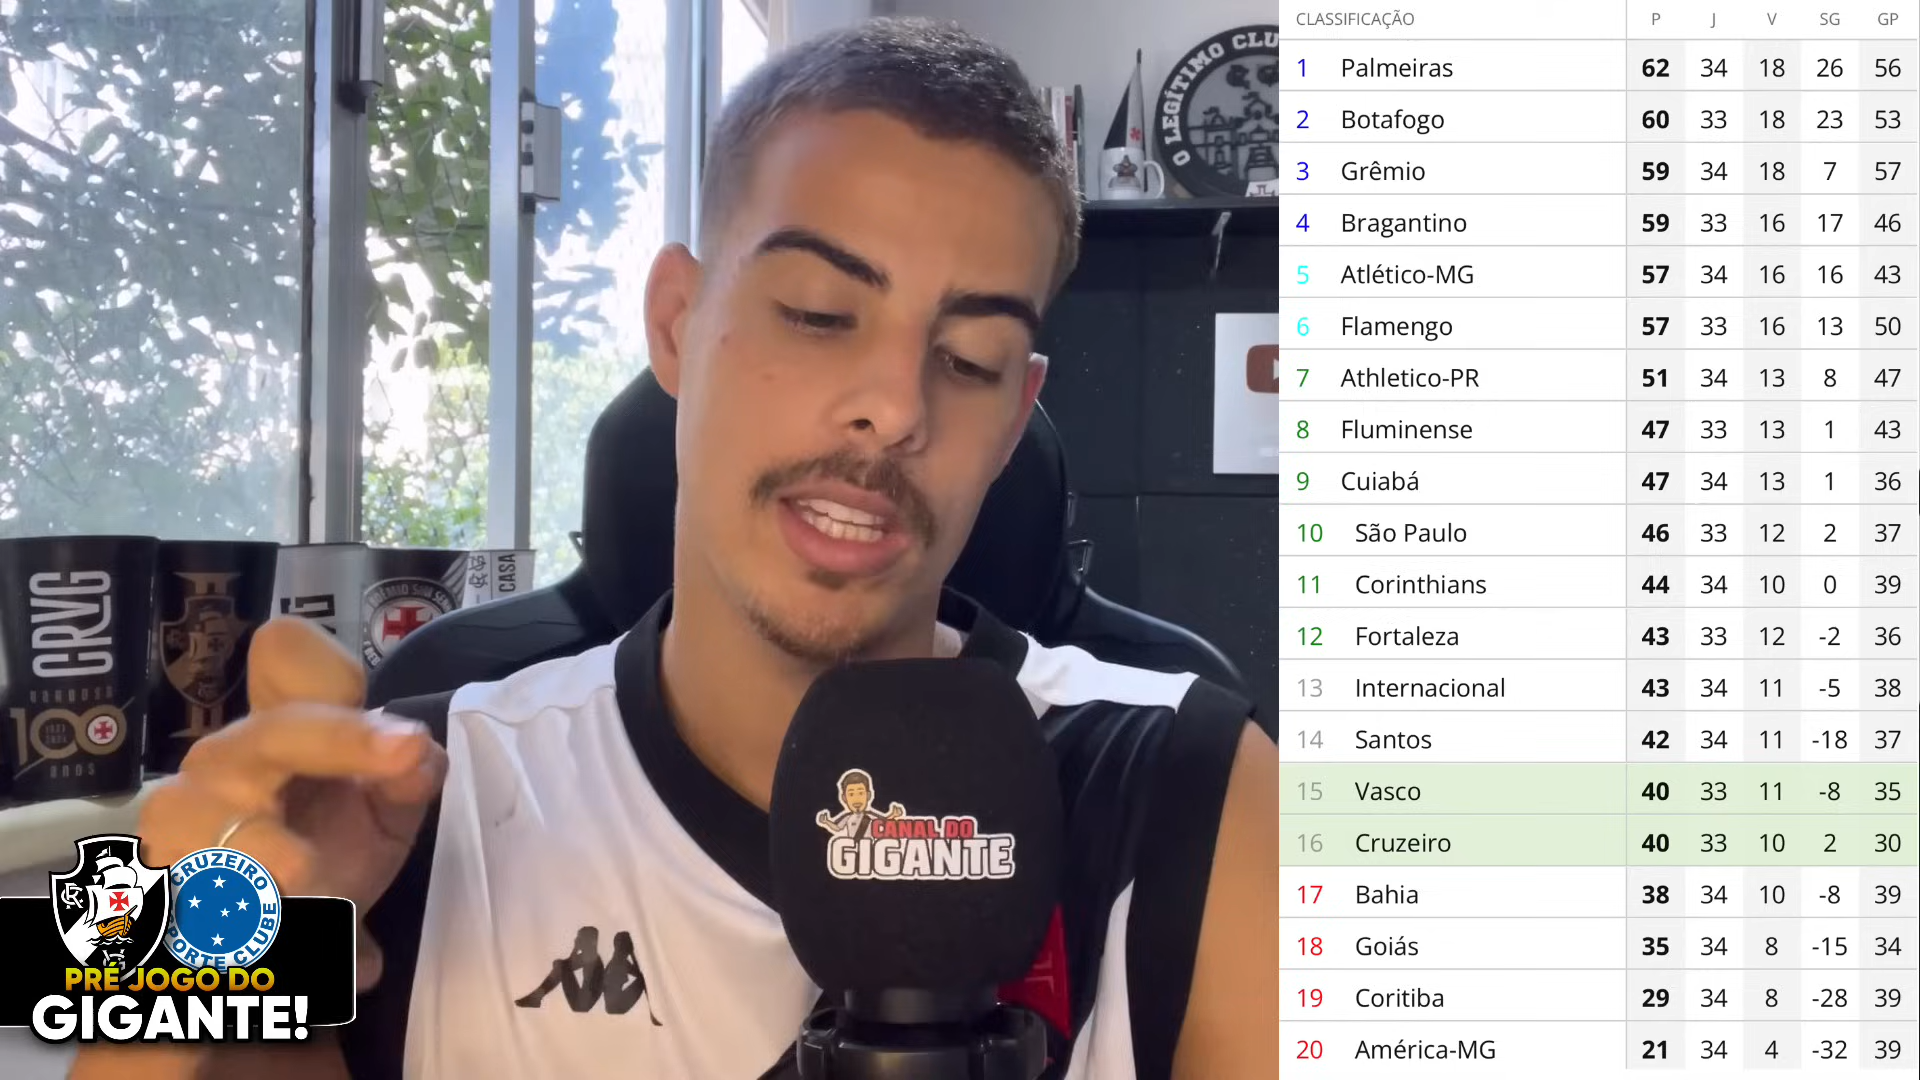 O LEGÍTIMO CLU
CRVG
100
ANOS
CASA
CANAL DO
GIGANTE
CRUZEIRO
PORTE CLUBE
PRÉ JOGO DO
GIGANTE!
CLASSIFICAÇÃO P J V SG GP
1 Palmeiras 62 34 18 26 56
2 Botafogo 60 33 18 23 53
3 Grêmio 59 34 18 7 57
4 Bragantino 59 33 16 17 46
5 Atlético-MG 57 34 16 16 43
6 Flamengo 57 33 16 13 50
7 Athletico-PR 51 34 13 8 47
8 Fluminense 47 33 13 1 43
9 Cuiabá 47 34 13 1 36
10 São Paulo 46 33 12 2 37
11 Corinthians 44 34 10 0 39
12 Fortaleza 43 33 12 -2 36
13 Internacional 43 34 11 -5 38
14 Santos 42 34 11 -18 37
15 Vasco 40 33 11 -8 35
16 Cruzeiro 40 33 10 2 30
17 Bahia 38 34 10 -8 39
18 Goiás 35 34 8 -15 34
19 Coritiba 29 34 8 -28 39
20 América-MG 21 34 4 -32 39